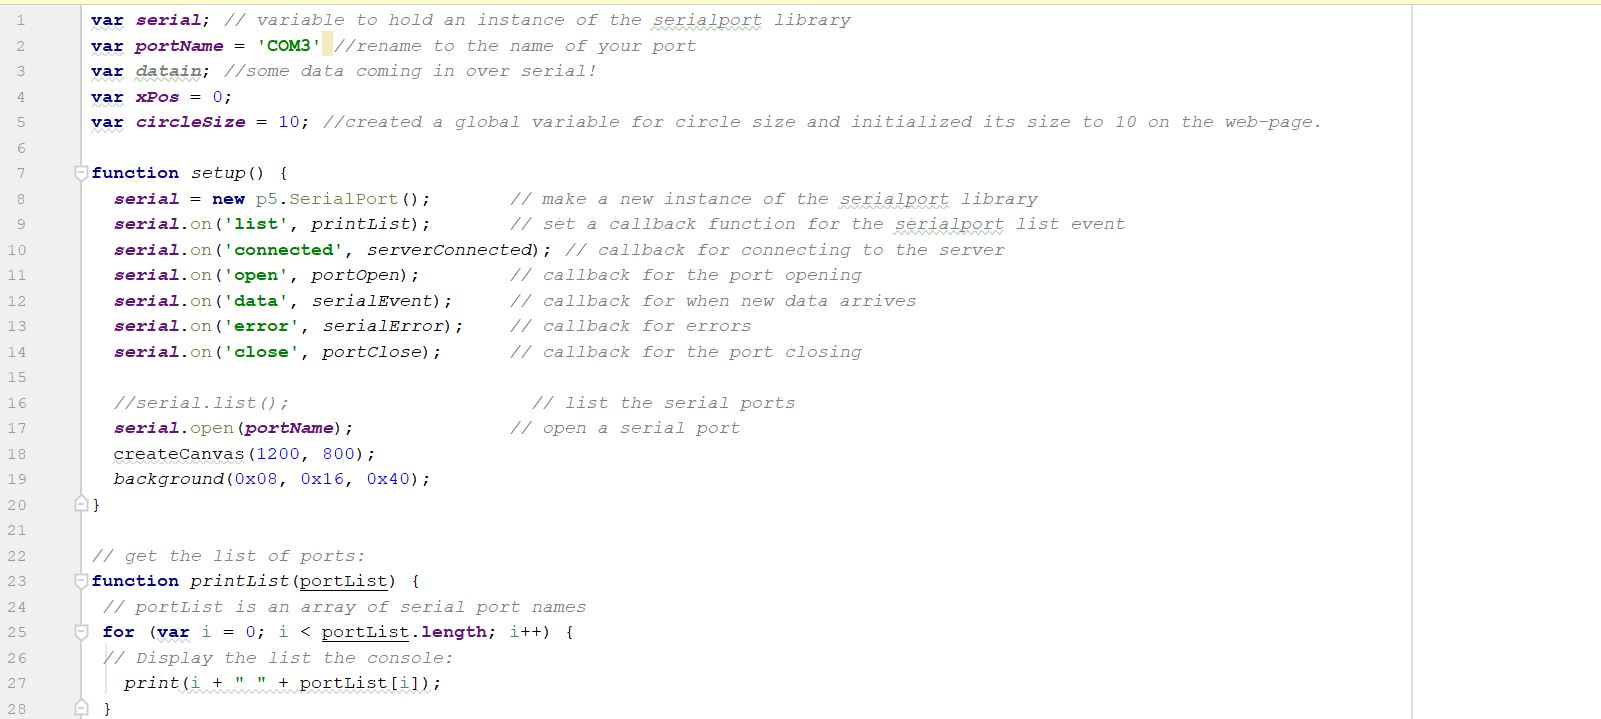 1 var serial; // variable to hold an instance of the serialport library
2 var portName = 'COM3' //rename to the name of your port
3 var datain; //some data coming in over serial!
4 var xPos = 0;
5 var circleSize = 10; //created a global variable for circle size and initialized its size to 10 on the web-page.
6
7 function setup() {
8 serial = new p5.SerialPort(); // make a new instance of the serialport library
9 serial.on('list', printList); // set a callback function for the serialport list event
10 serial.on('connected', serverConnected); // callback for connecting to the server
11 serial.on('open', portOpen); // callback for the port opening
12 serial.on('data', serialEvent); // callback for when new data arrives
13 serial.on('error', serialError); // callback for errors
14 serial.on('close', portClose); // callback for the port closing
15
16 //serial.list(); // list the serial ports
17 serial.open(portName); // open a serial port
18 createCanvas(1200, 800);
19 background(0x08, 0x16, 0x40);
20 }
21
22 // get the list of ports:
23 function printList(portList) {
24 // portList is an array of serial port names
25 for (var i = 0; i < portList.length; i++) {
26 // Display the list the console:
27 print(i + " " + portList[i]);
28 }